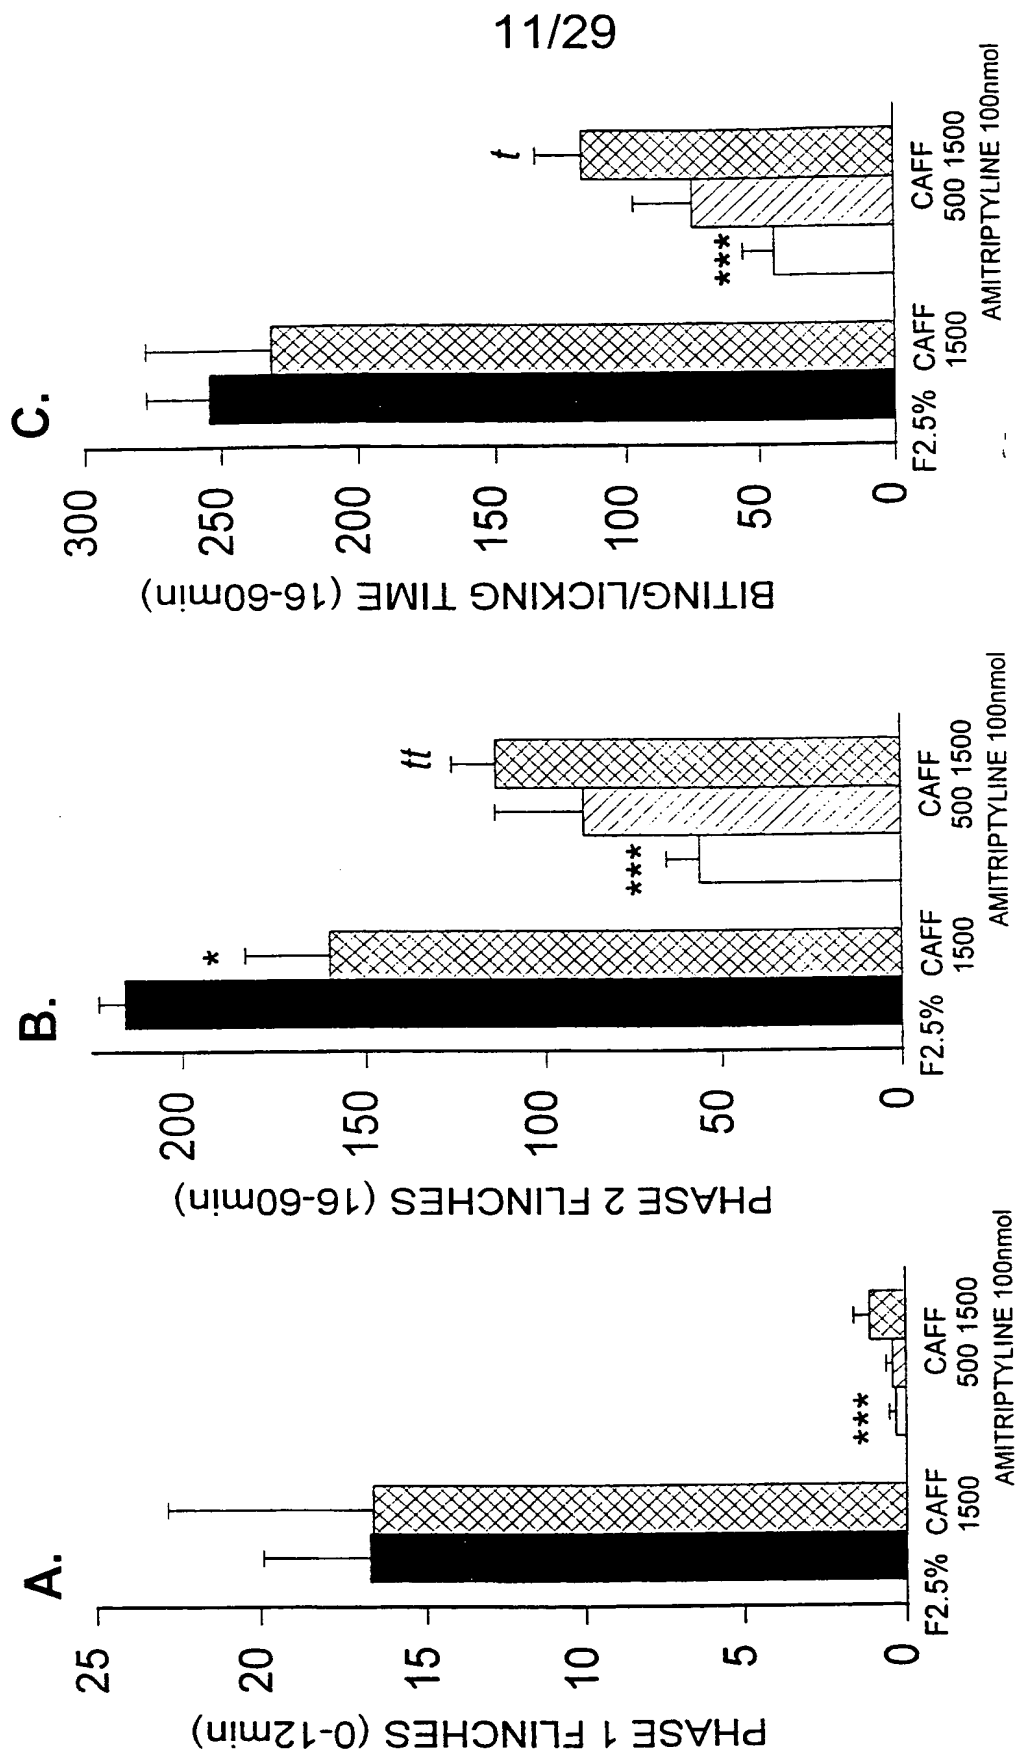 11/29
A.
PHASE 1 FLINCHES (0-12min)
25
20
15
10
5
0
F2.5% CAFF CAFF
1500 500 1500
AMITRIPTYLINE 100nmol
***
B.
PHASE 2 FLINCHES (16-60min)
200
150
100
50
0
F2.5% CAFF CAFF
1500 500 1500
AMITRIPTYLINE 100nmol
*
***
tt
C.
BITING/LICKING TIME (16-60min)
300
250
200
150
100
50
0
F2.5% CAFF CAFF
1500 500 1500
AMITRIPTYLINE 100nmol
***
t